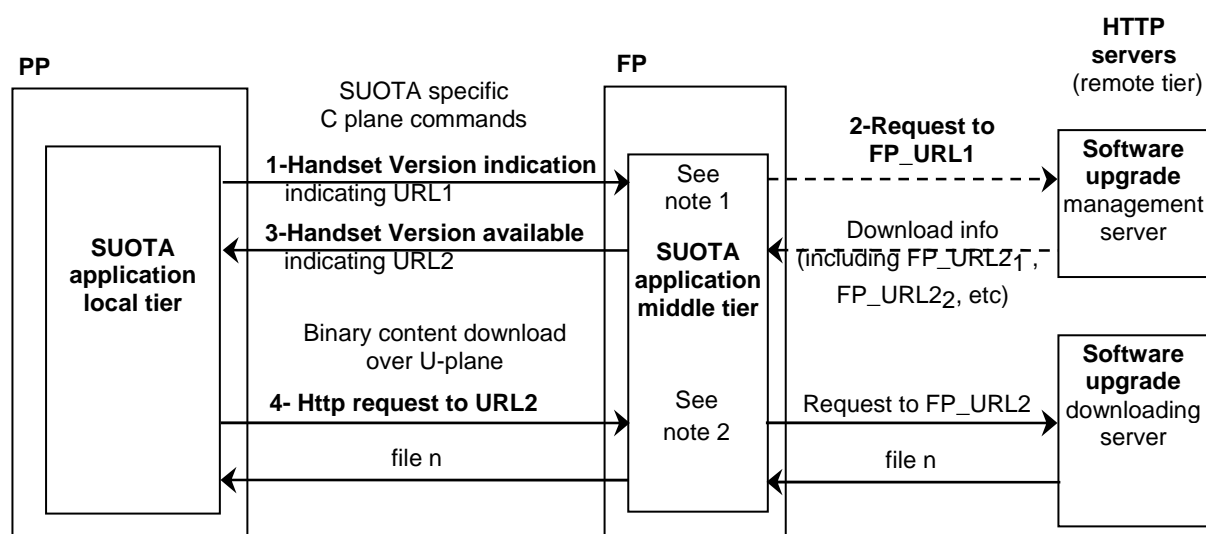 HTTP
servers
(remote tier)
PP
FP
SUOTA specific
C plane commands
2-Request to
FP_URL1
1-Handset Version indication
indicating URL1
See
note 1
Software
upgrade
management
server
3-Handset Version available
indicating URL2
Download info
(including FP_URL2₁ ,
FP_URL2₂, etc)
SUOTA
application
local tier
SUOTA
application
middle tier
Binary content download
over U-plane
Software
upgrade
downloading
server
4- Http request to URL2
See
note 2
Request to FP_URL2
file n
file n